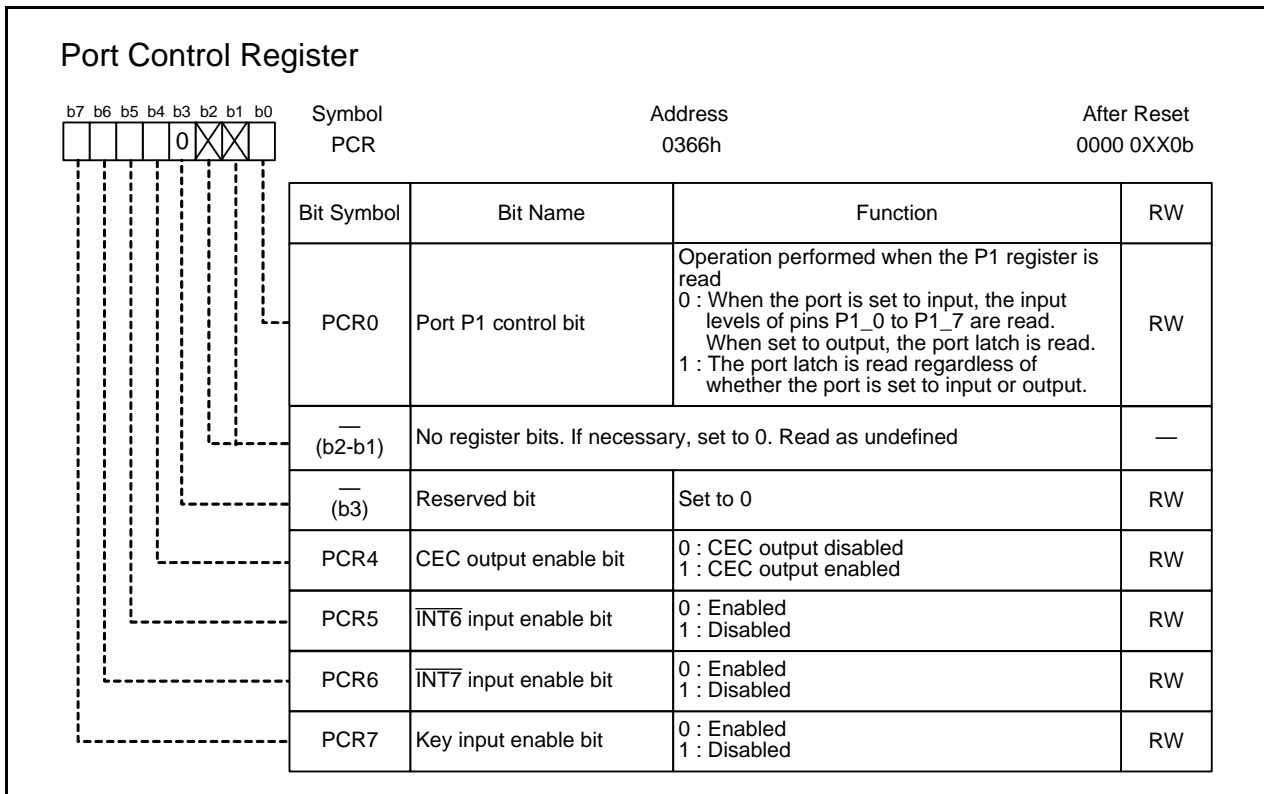 Port Control Register
b7 b6 b5 b4 b3 b2 b1 b0
Symbol Address After Reset
0
PCR 0366h 0000 0XX0b
Bit Symbol Bit Name Function RW
PCR0 Port P1 control bit
Operation performed when the P1 register is
read
0 : When the port is set to input, the input
levels of pins P1_0 to P1_7 are read.
When set to output, the port latch is read.
1 : The port latch is read regardless of
whether the port is set to input or output.
RW
—
(b2-b1)
No register bits. If necessary, set to 0. Read as undefined —
—
(b3)
Reserved bit Set to 0 RW
PCR4 CEC output enable bit
0 : CEC output disabled
1 : CEC output enabled
RW
PCR5 I̅N̅T̅6̅ input enable bit
0 : Enabled
1 : Disabled
RW
PCR6 I̅N̅T̅7̅ input enable bit
0 : Enabled
1 : Disabled
RW
PCR7 Key input enable bit
0 : Enabled
1 : Disabled
RW